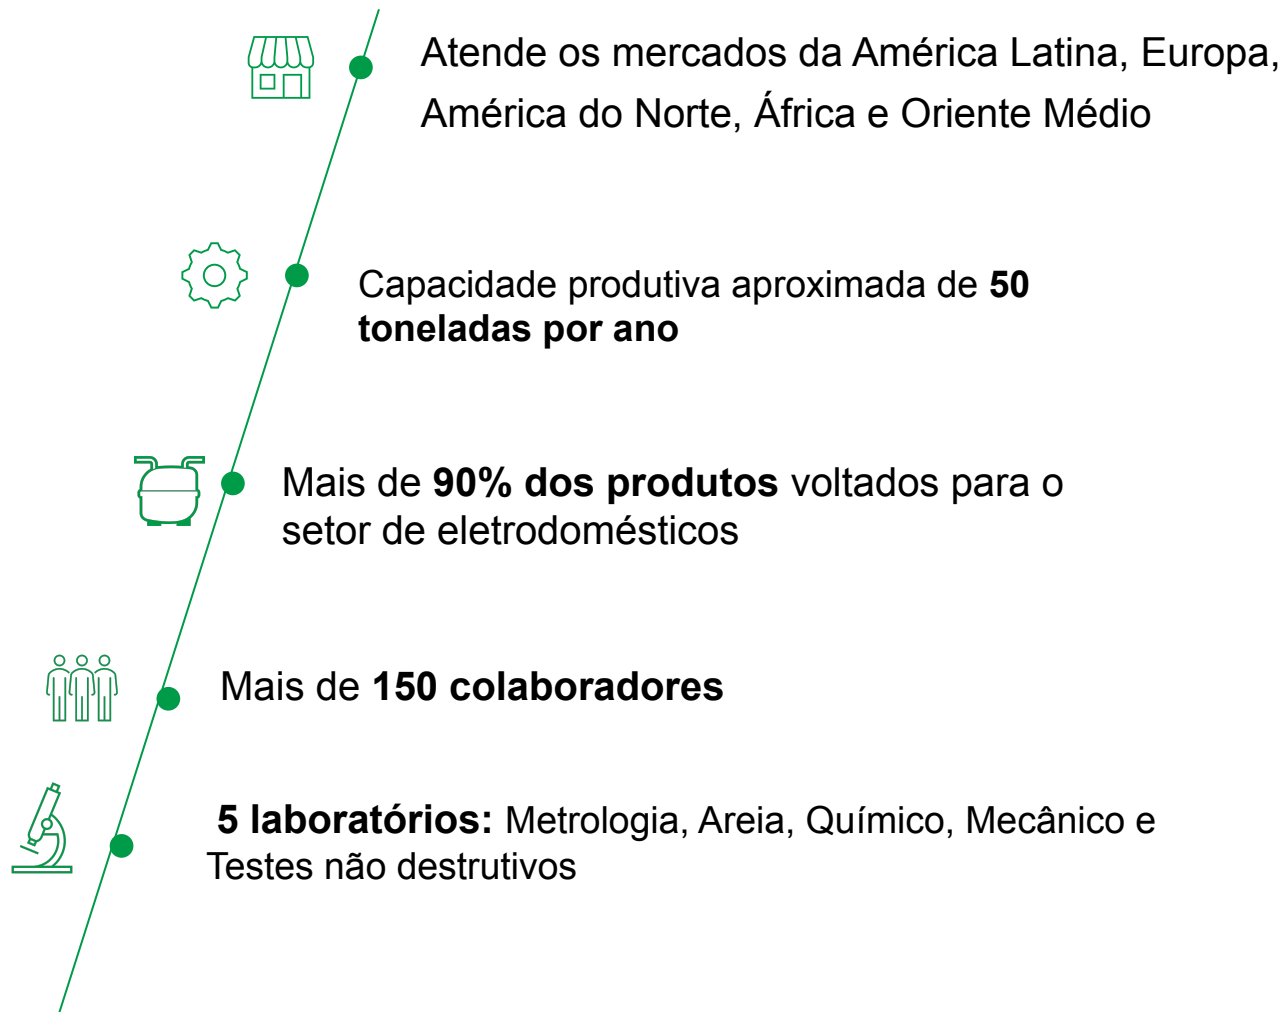 Atende os mercados da América Latina, Europa,
América do Norte, África e Oriente Médio
Capacidade produtiva aproximada de 50
toneladas por ano
Mais de 90% dos produtos voltados para o
setor de eletrodomésticos
Mais de 150 colaboradores
5 laboratórios: Metrologia, Areia, Químico, Mecânico e
Testes não destrutivos